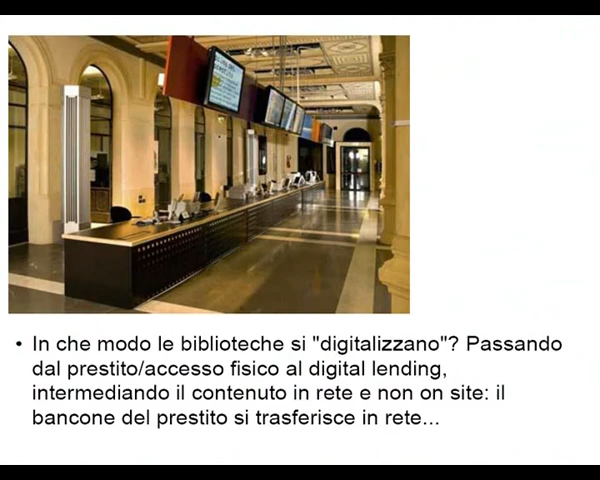 • In che modo le biblioteche si "digitalizzano"? Passando
dal prestito/accesso fisico al digital lending,
intermediando il contenuto in rete e non on site: il
bancone del prestito si trasferisce in rete...